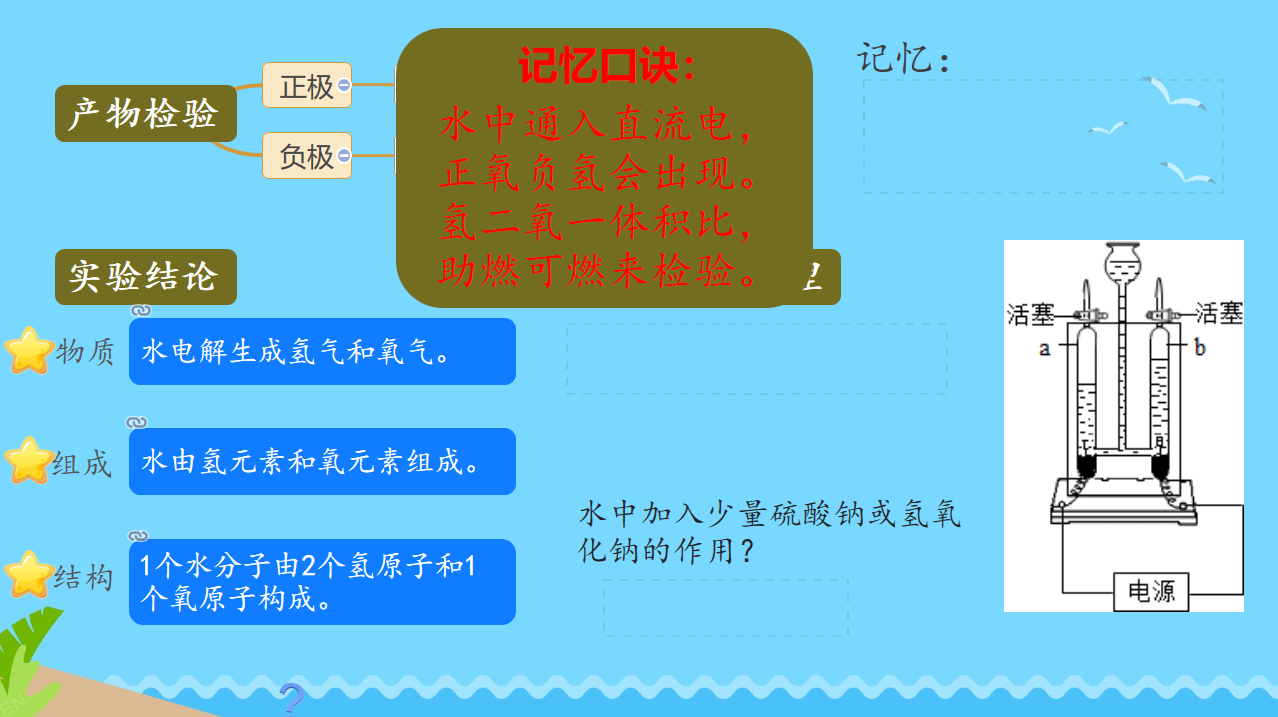 产物检验
正极
负极
记忆口诀：
水中通入直流电，
正氧负氢会出现。
氢二氧一体积比，
助燃可燃来检验。
记忆：
实验结论
物质
水电解生成氢气和氧气。
组成
水由氢元素和氧元素组成。
结构
1个水分子由2个氢原子和1
个氧原子构成。
水中加入少量硫酸钠或氢氧
化钠的作用？
活塞
活塞
a
b
电源
?
EN